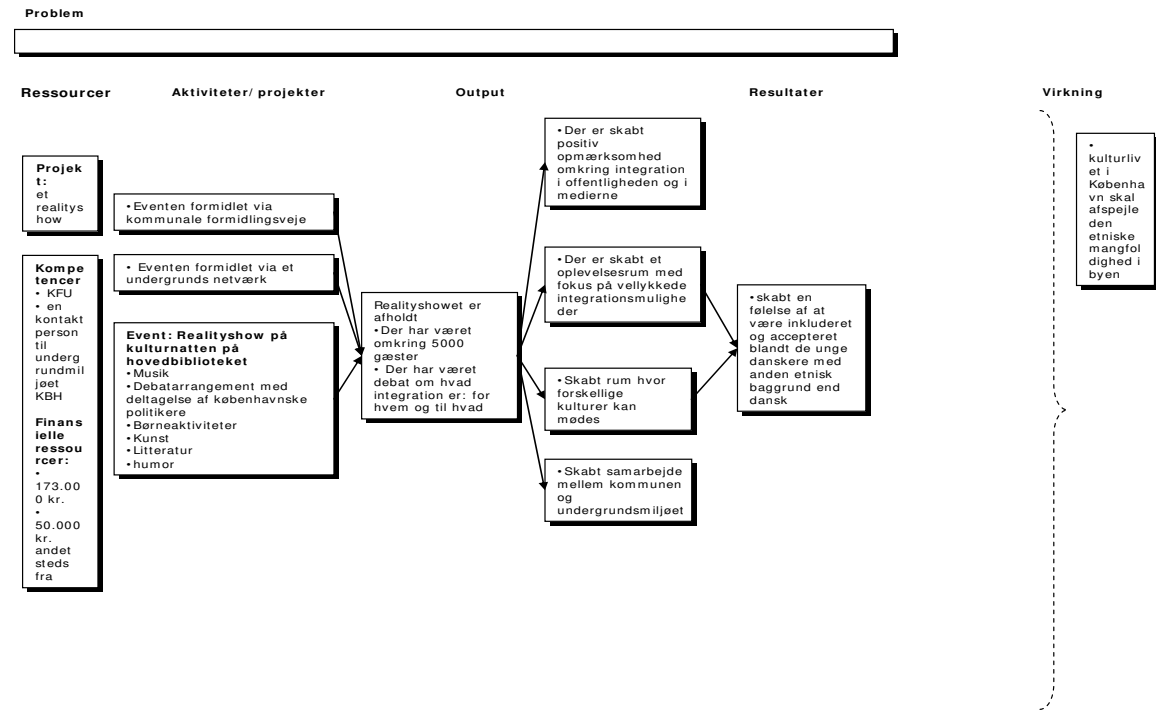 Problem
Ressourcer
Aktiviteter/ projekter
Output
Resultater
Virkning
Projek
t:
et
realitys
how
Kompe
tencer
• KFU
• en
kontakt
person
til
underg
rundmil
jøet
KBH
Finans
ielle
ressou
rcer:
•
173.00
0 kr.
•
50.000
kr.
andet
steds
fra
•Eventen formidlet via
kommunale formidlingsveje
• Eventen formidlet via et
undergrunds netværk
Event: Realityshow på
kulturnatten på
hovedbiblioteket
•Musik
•Debatarrangement med
deltagelse af københavnske
politikere
•Børneaktiviteter
•Kunst
•Litteratur
•humor
Realityshowet er
afholdt
•Der har været
omkring 5000
gæster
• Der har været
debat om hvad
integration er: for
hvem og til hvad
•Der er skabt
positiv
opmærksomhed
omkring integration
i offentligheden og i
medierne
•Der er skabt et
oplevelsesrum med
fokus på vellykkede
integrationsmulighe
der
•Skabt rum hvor
forskellige
kulturer kan
mødes
•Skabt samarbejde
mellem kommunen
og
undergrundsmiljøet
•skabt en
følelse af at
være inkluderet
og accepteret
blandt de unge
danskere med
anden etnisk
baggrund end
dansk
•
kulturliv
et i
Københa
vn skal
afspejle
den
etniske
mangfol
dighed i
byen